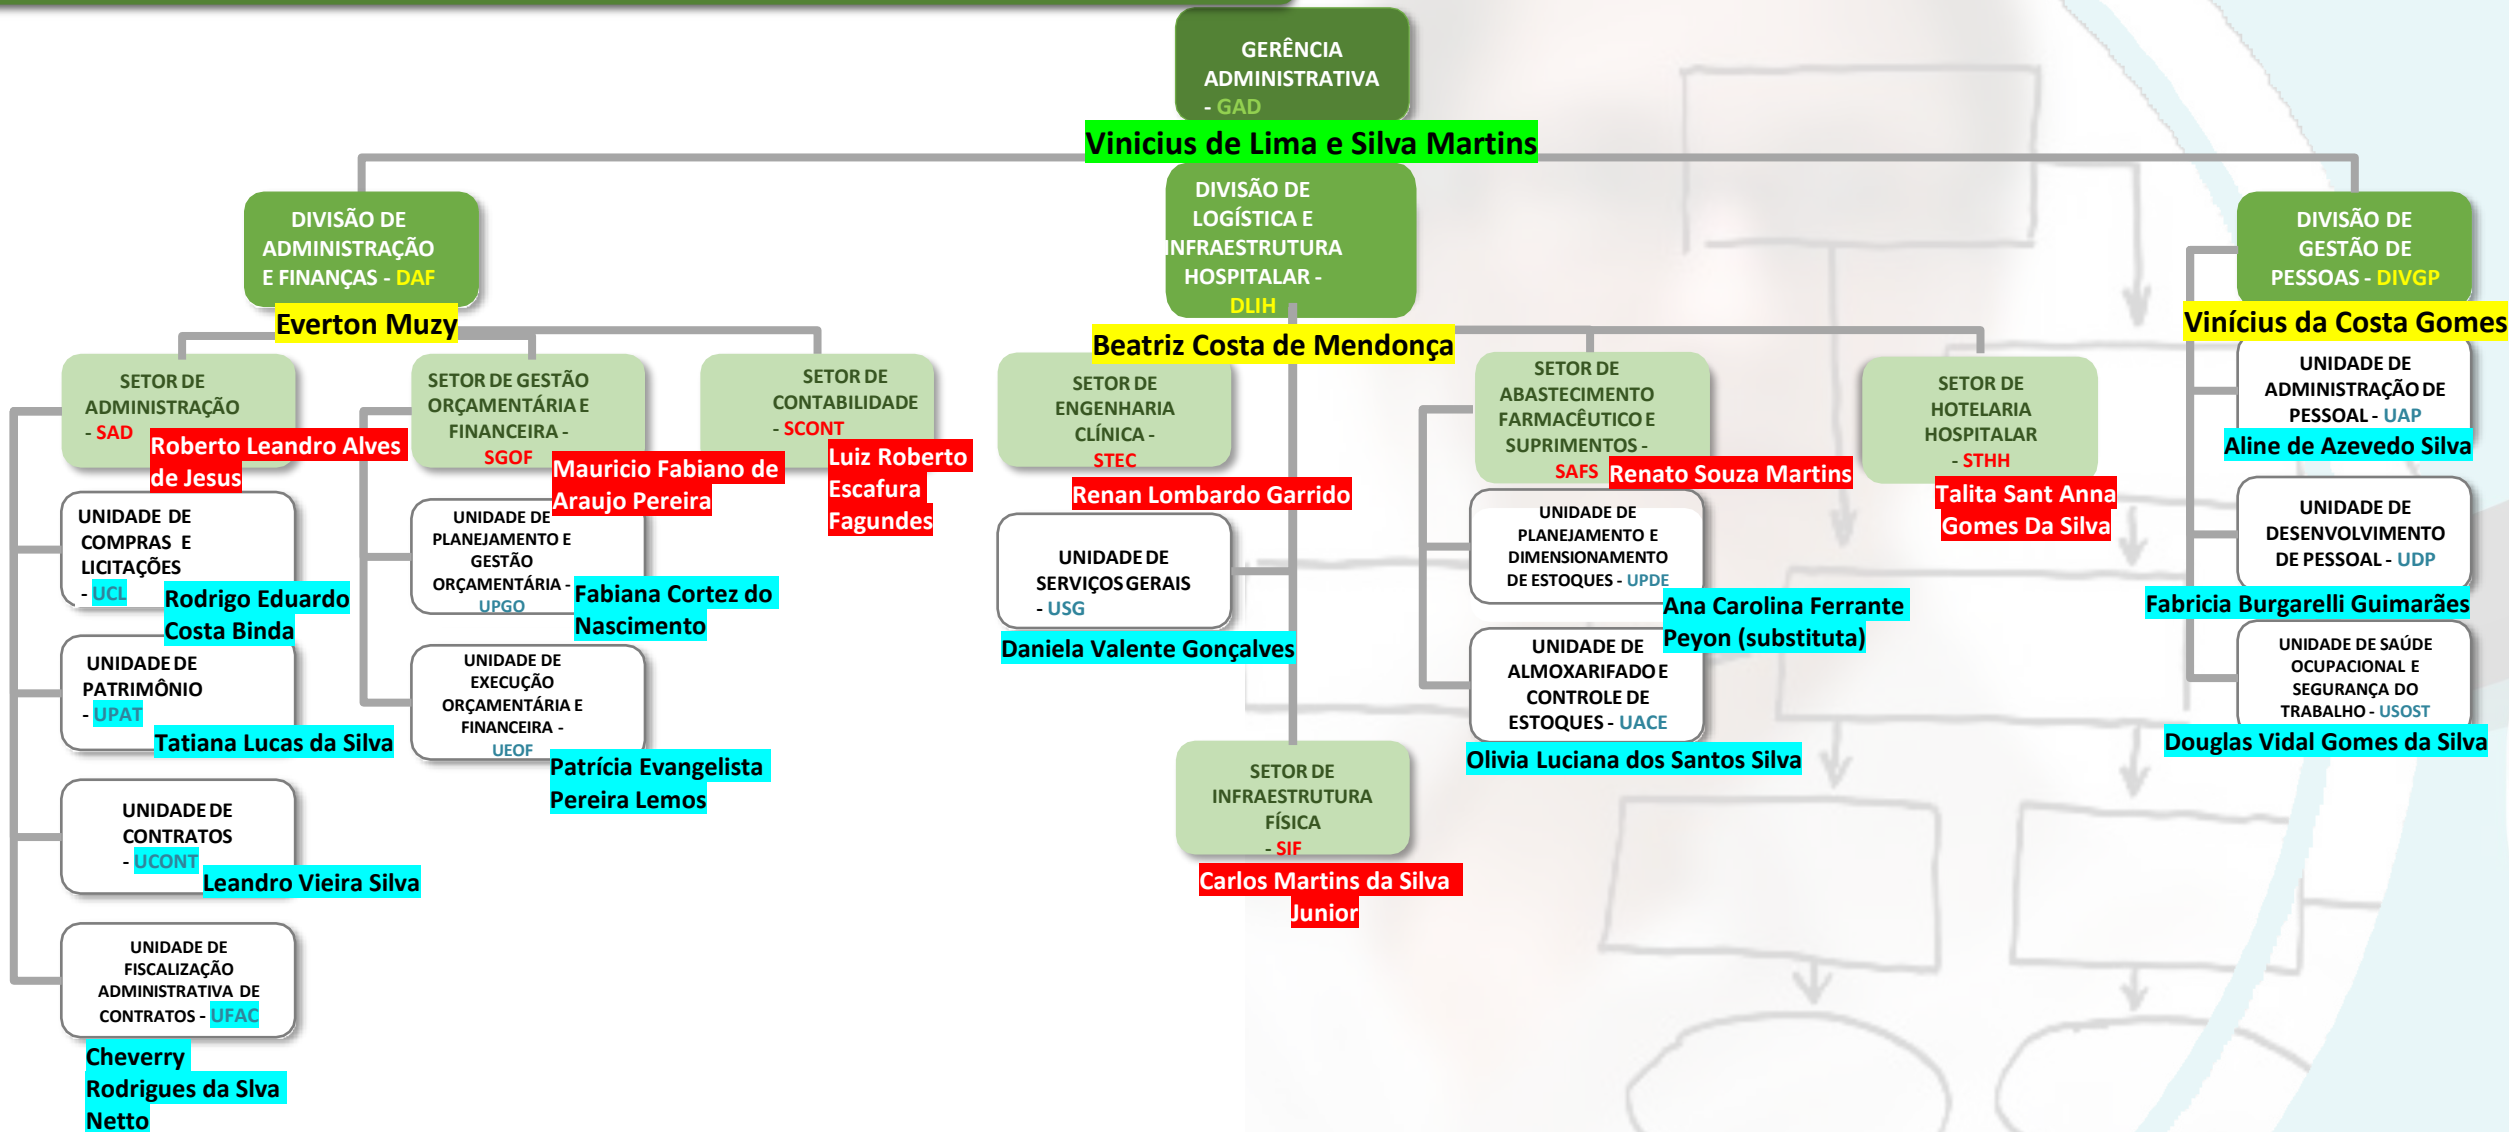 GERÊNCIA
ADMINISTRATIVA
- GAD
Vinicius de Lima e Silva Martins
DIVISÃO DE
ADMINISTRAÇÃO
E FINANÇAS - DAF
Everton Muzy
SETOR DE
ADMINISTRAÇÃO
- SAD
Roberto Leandro Alves
de Jesus
UNIDADE DE
COMPRAS E
LICITAÇÕES
- UCL
Rodrigo Eduardo
Costa Binda
UNIDADE DE
PATRIMÔNIO
- UPAT
Tatiana Lucas da Silva
UNIDADE DE
CONTRATOS
- UCONT
Leandro Vieira Silva
UNIDADE DE
FISCALIZAÇÃO
ADMINISTRATIVA DE
CONTRATOS - UFAC
Cheverry
Rodrigues da Slva
Netto
SETOR DE GESTÃO
ORÇAMENTÁRIA E
FINANCEIRA -
SGOF
Mauricio Fabiano de
Araujo Pereira
UNIDADE DE
PLANEJAMENTO E
GESTÃO
ORÇAMENTÁRIA -
UPGO
Fabiana Cortez do
Nascimento
UNIDADE DE
EXECUÇÃO
ORÇAMENTÁRIA E
FINANCEIRA -
UEOF
Patrícia Evangelista
Pereira Lemos
SETOR DE
CONTABILIDADE
- SCONT
Luiz Roberto
Escafura
Fagundes
DIVISÃO DE
LOGÍSTICA E
INFRAESTRUTURA
HOSPITALAR -
DLIH
Beatriz Costa de Mendonça
SETOR DE
ENGENHARIA
CLÍNICA -
STEC
Renan Lombardo Garrido
UNIDADE DE
SERVIÇOS GERAIS
- USG
Daniela Valente Gonçalves
SETOR DE
INFRAESTRUTURA
FÍSICA
- SIF
Carlos Martins da Silva
Junior
SETOR DE
ABASTECIMENTO
FARMACÊUTICO E
SUPRIMENTOS -
SAFS
Renato Souza Martins
UNIDADE DE
PLANEJAMENTO E
DIMENSIONAMENTO
DE ESTOQUES - UPDE
Ana Carolina Ferrante
Peyon (substituta)
UNIDADE DE
ALMOXARIFADO E
CONTROLE DE
ESTOQUES - UACE
Olivia Luciana dos Santos Silva
SETOR DE
HOTELARIA
HOSPITALAR
- STHH
Talita Sant Anna
Gomes Da Silva
DIVISÃO DE
GESTÃO DE
PESSOAS - DIVGP
Vinícius da Costa Gomes
UNIDADE DE
ADMINISTRAÇÃO DE
PESSOAL - UAP
Aline de Azevedo Silva
UNIDADE DE
DESENVOLVIMENTO
DE PESSOAL - UDP
Fabricia Burgarelli Guimarães
UNIDADE DE SAÚDE
OCUPACIONAL E
SEGURANÇA DO
TRABALHO - USOST
Douglas Vidal Gomes da Silva